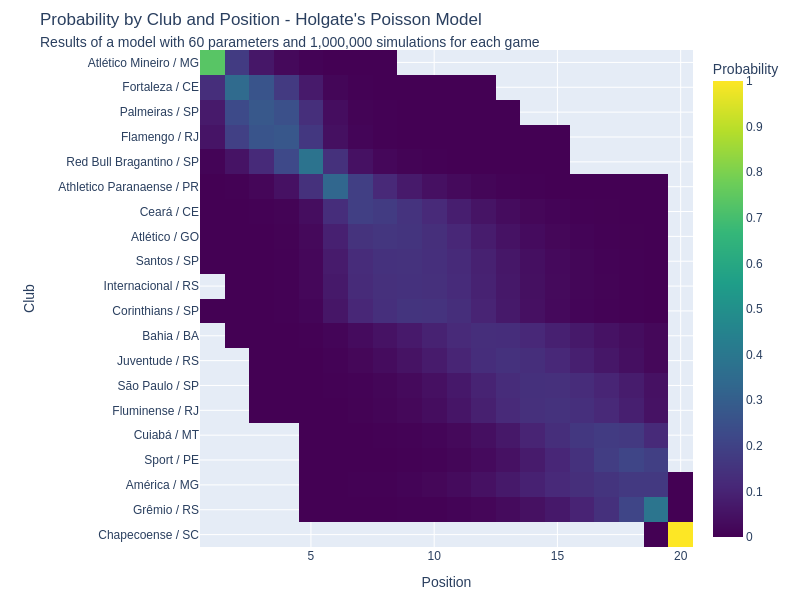 Probability by Club and Position - Holgate's Poisson Model
Results of a model with 60 parameters and 1,000,000 simulations for each game
Probability
Club
Atlético Mineiro / MG
Fortaleza / CE
Palmeiras / SP
Flamengo / RJ
Red Bull Bragantino / SP
Athletico Paranaense / PR
Ceará / CE
Atlético / GO
Santos / SP
Internacional / RS
Corinthians / SP
Bahia / BA
Juventude / RS
São Paulo / SP
Fluminense / RJ
Cuiabá / MT
Sport / PE
América / MG
Grêmio / RS
Chapecoense / SC
5 10 15 20
Position
1
0.9
0.8
0.7
0.6
0.5
0.4
0.3
0.2
0.1
0